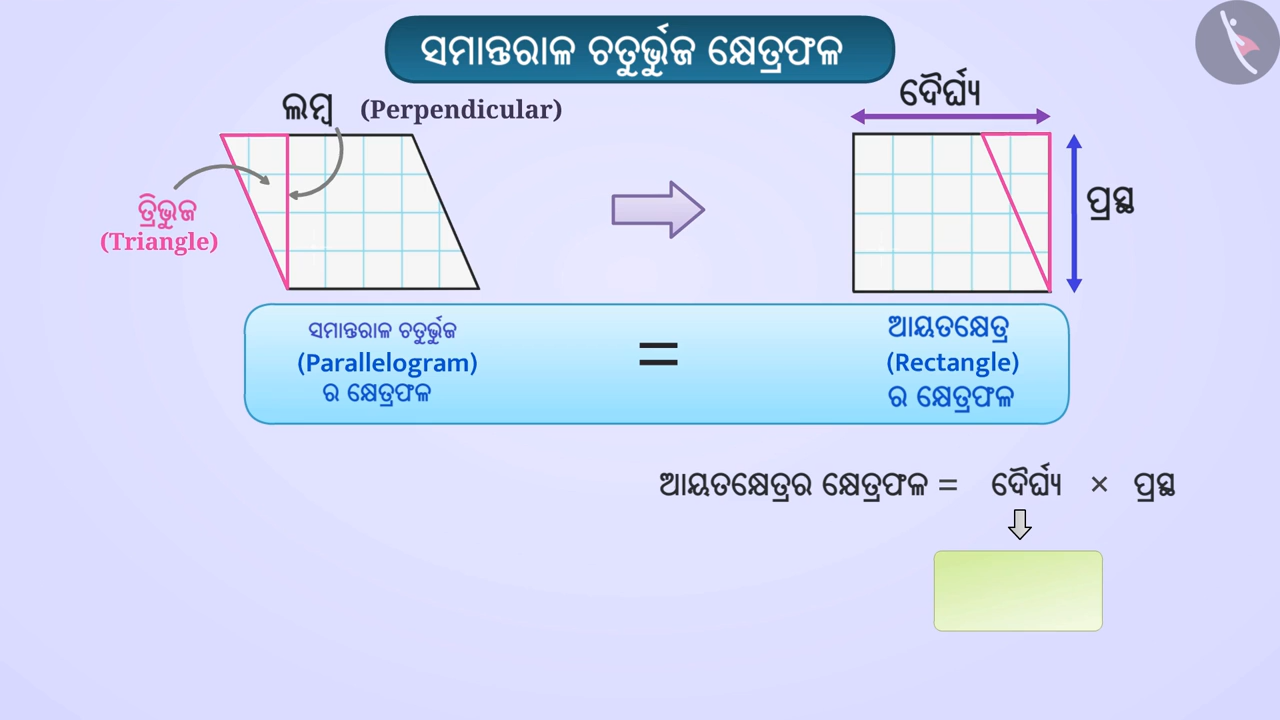 ସମାନ୍ତରାଳ ଚତୁର୍ଭୁଜ କ୍ଷେତ୍ରଫଳ
ଲମ୍ବ (Perpendicular)
ଦୈର୍ଘ୍ୟ
ତ୍ରିଭୁଜ
(Triangle)
ପ୍ରସ୍ଥ
ସମାନ୍ତରାଳ ଚତୁର୍ଭୁଜ
(Parallelogram)
ର କ୍ଷେତ୍ରଫଳ
=
ଆୟତକ୍ଷେତ୍ର
(Rectangle)
ର କ୍ଷେତ୍ରଫଳ
ଆୟତକ୍ଷେତ୍ରର କ୍ଷେତ୍ରଫଳ = ଦୈର୍ଘ୍ୟ × ପ୍ରସ୍ଥ